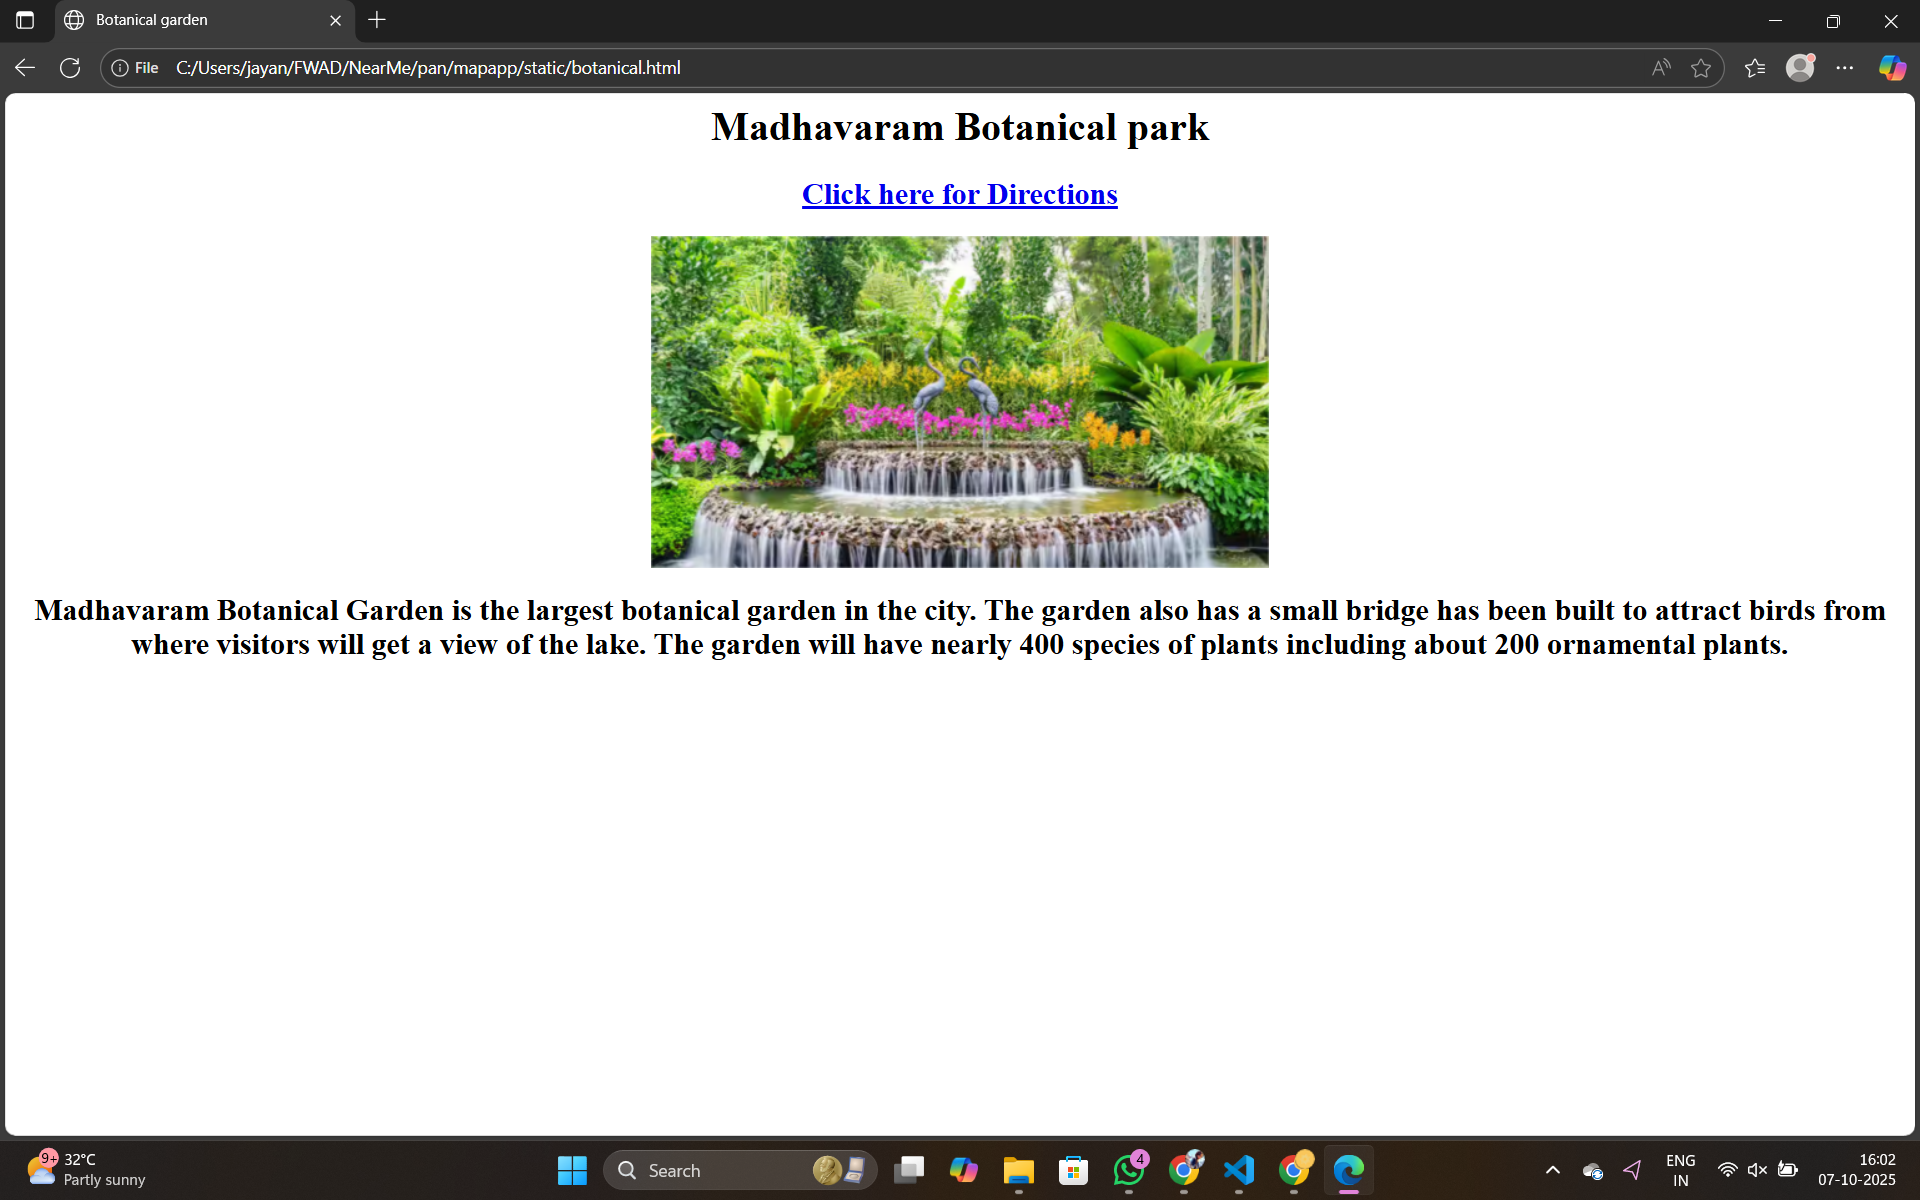 Botanical garden
File C:/Users/jayan/FWAD/NearMe/pan/mapapp/static/botanical.html
Madhavaram Botanical park
Click here for Directions
Madhavaram Botanical Garden is the largest botanical garden in the city. The garden also has a small bridge has been built to attract birds from
where visitors will get a view of the lake. The garden will have nearly 400 species of plants including about 200 ornamental plants.
9+
32°C
Partly sunny
Search
4
ENG
IN
16:02
07-10-2025